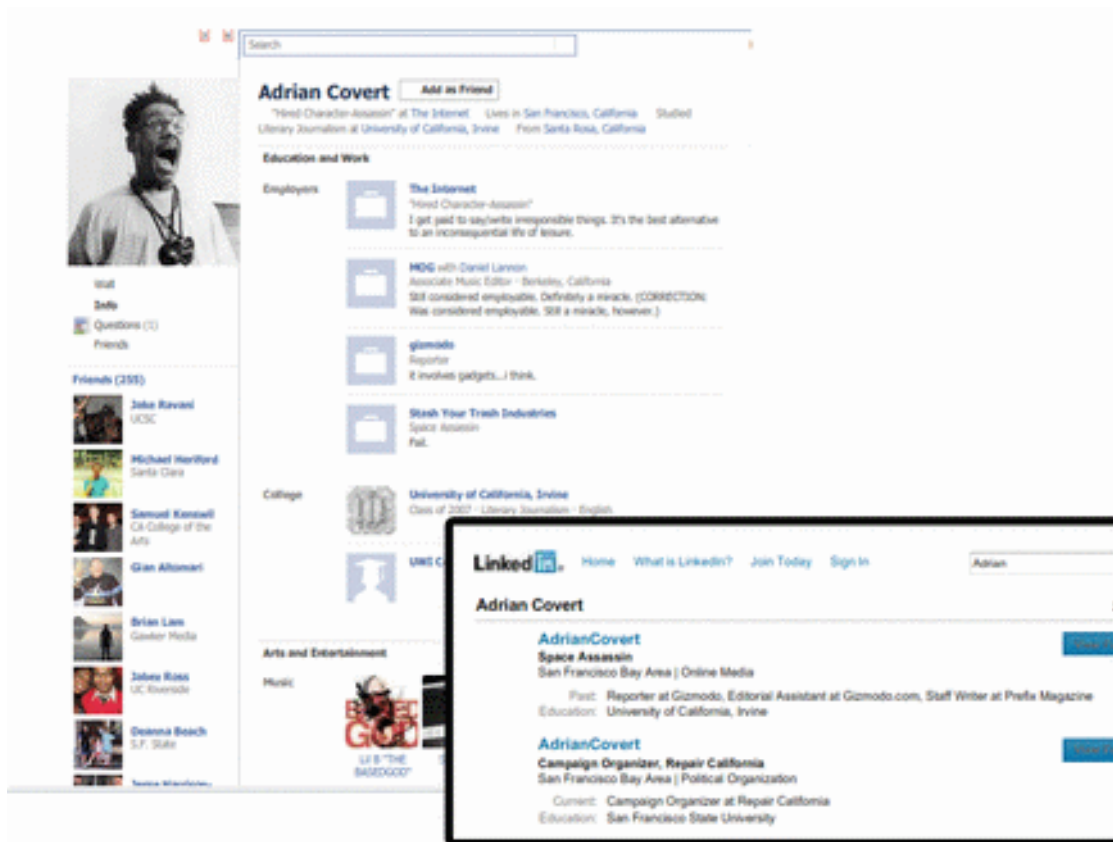 Search
Adrian Covert
Add as Friend
"Hired Character-Assassin" at The Internet Lives in San Francisco, California Studied
Literary Journalism at University of California, Irvine From Santa Rosa, California
Education and Work
Employers
The Internet
"Hired Character-Assassin"
I get paid to say/write irresponsible things. It's the best alternative
to an inconsequential life of leisure.
MOG with Daniel Lannon
Associate Music Editor · Berkeley, California
Still considered employable. Definitely a miracle. (CORRECTION:
Was considered employable. Still a miracle, however.)
gizmodo
Reporter
it involves gadgets...i think.
Stash Your Trash Industries
Space Assassin
Fail.
College
University of California, Irvine
Class of 2007 · Literary Journalism · English
Arts and Entertainment
Music
Lil B "THE
BASEDGOD"
Wall
Info
Questions (1)
Friends
Friends (255)
Jake Ravani
UCSC
Michael
Santa Clara
Samuel
CA College of the
Arts
Gian Altomari
Brian Lam
Gawker Media
Ross
UC Riverside
Deanna Beach
S.F. State
LinkedIn
Home What is LinkedIn? Join Today Sign In
Adrian
Adrian Covert
AdrianCovert
Space Assassin
San Francisco Bay Area | Online Media
Past: Reporter at Gizmodo, Editorial Assistant at Gizmodo.com, Staff Writer at Prefix Magazine
Education: University of California, Irvine
AdrianCovert
Campaign Organizer, Repair California
San Francisco Bay Area | Political Organization
Current: Campaign Organizer at Repair California
Education: San Francisco State University